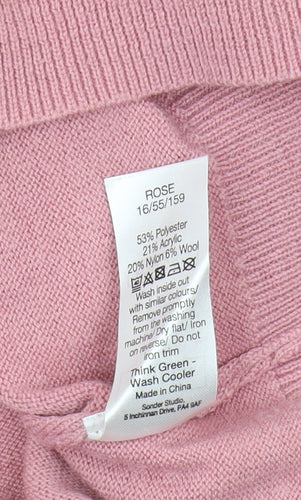 ROSE
16/55/159
53% Polyester
21% Acrylic
20% Nylon 6% Wool
Wash inside out
with similar colours/
Remove promptly
from the washing
machine/ Dry flat/ Iron
on reverse/ Do not
iron trim
Think Green -
Wash Cooler
Made in China
Sonder Studio,
5 Inchinnan Drive, PA4 9AF